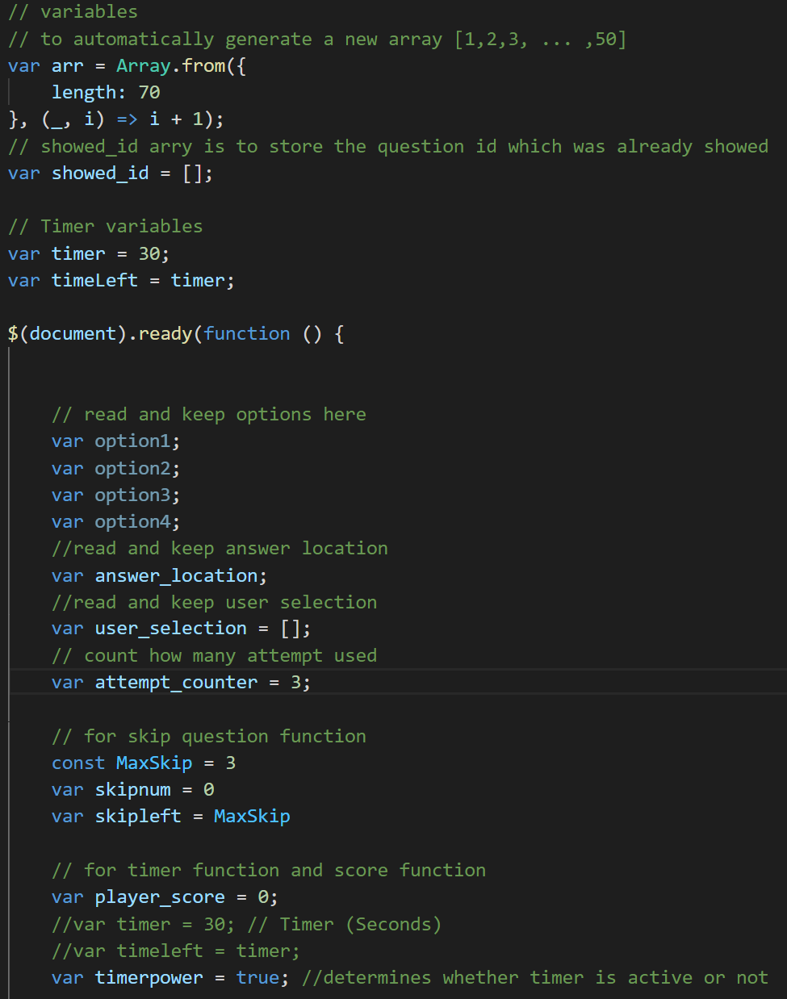 // variables
// to automatically generate a new array [1,2,3, ... ,50]
var arr = Array.from({
    length: 70
}, (_, i) => i + 1);
// showed_id arry is to store the question id which was already showed
var showed_id = [];

// Timer variables
var timer = 30;
var timeLeft = timer;

$(document).ready(function () {


    // read and keep options here
    var option1;
    var option2;
    var option3;
    var option4;
    //read and keep answer location
    var answer_location;
    //read and keep user selection
    var user_selection = [];
    // count how many attempt used
    var attempt_counter = 3;

    // for skip question function
    const MaxSkip = 3
    var skipnum = 0
    var skipleft = MaxSkip

    // for timer function and score function
    var player_score = 0;
    //var timer = 30; // Timer (Seconds)
    //var timeleft = timer;
    var timerpower = true; //determines whether timer is active or not